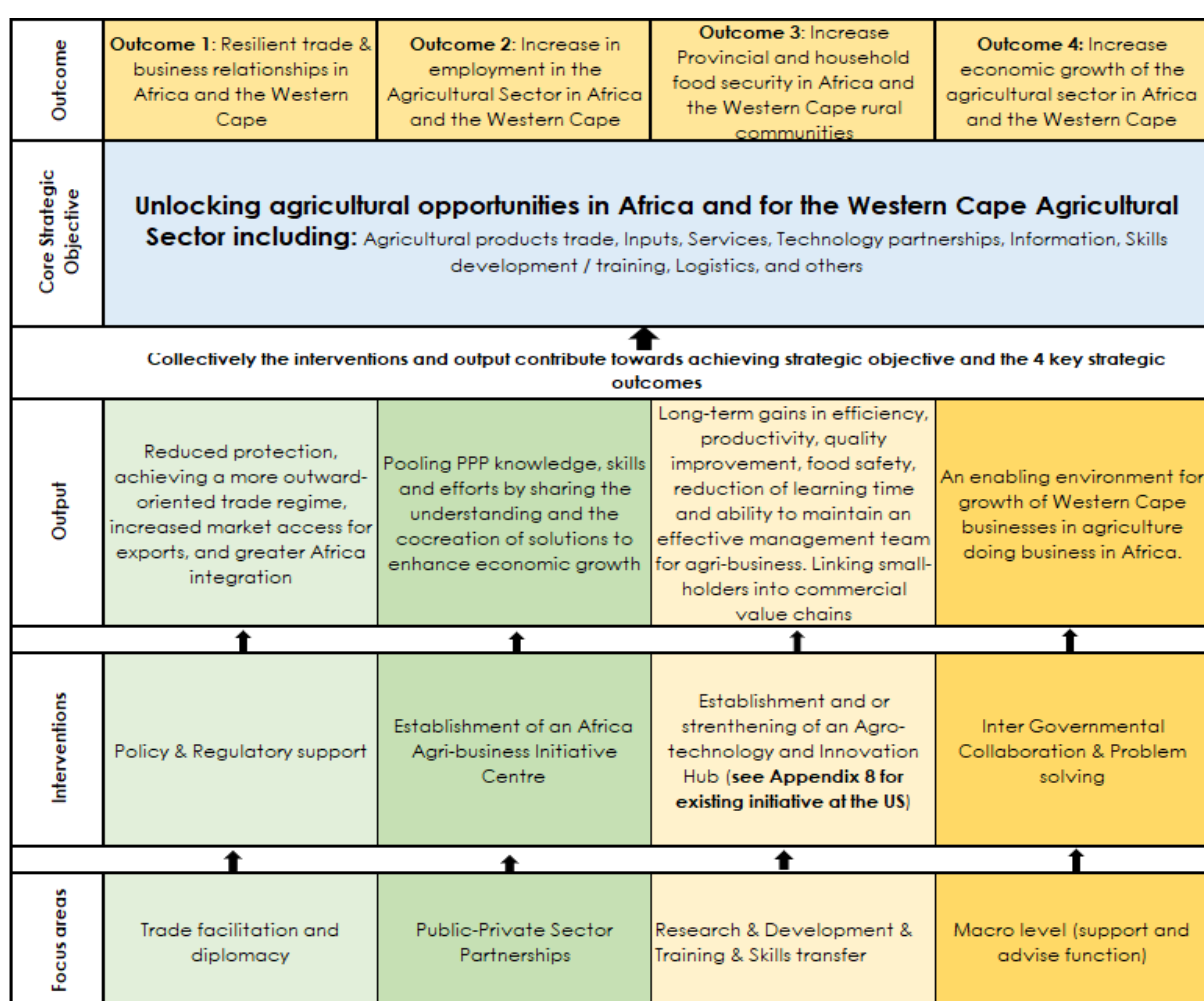 Outcome
Outcome 1: Resilient trade &
business relationships in
Africa and the Western
Cape
Outcome 2: Increase in
employment in the
Agricultural Sector in Africa
and the Western Cape
Outcome 3: Increase
Provincial and household
food security in Africa and
the Western Cape rural
communities
Outcome 4: Increase
economic growth of the
agricultural sector in Africa
and the Western Cape
Core Strategic
Objective
Unlocking agricultural opportunities in Africa and for the Western Cape Agricultural
Sector including: Agricultural products trade, Inputs, Services, Technology partnerships, Information, Skills
development / training, Logistics, and others
Collectively the interventions and output contribute towards achieving strategic objective and the 4 key strategic
outcomes
Output
Reduced protection,
achieving a more outward-
oriented trade regime,
increased market access for
exports, and greater Africa
integration
Pooling PPP knowledge, skills
and efforts by sharing the
understanding and the
cocreation of solutions to
enhance economic growth
Long-term gains in efficiency,
productivity, quality
improvement, food safety,
reduction of learning time
and ability to maintain an
effective management team
for agri-business. Linking small-
holders into commercial
value chains
An enabling environment for
growth of Western Cape
businesses in agriculture
doing business in Africa.
Interventions
Policy & Regulatory support
Establishment of an Africa
Agri-business Initiative
Centre
Establishment and or
strenthening of an Agro-
technology and Innovation
Hub (see Appendix 8 for
existing initiative at the US)
Inter Governmental
Collaboration & Problem
solving
Focus areas
Trade facilitation and
diplomacy
Public-Private Sector
Partnerships
Research & Development &
Training & Skills transfer
Macro level (support and
advise function)